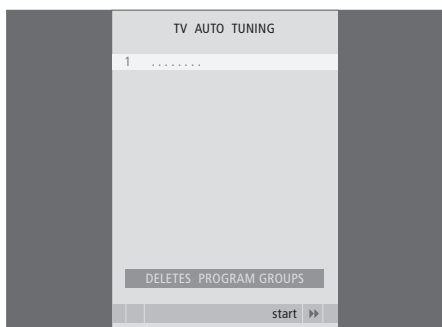 TV AUTO TUNING
1 ........
DELETES PROGRAM GROUPS
start